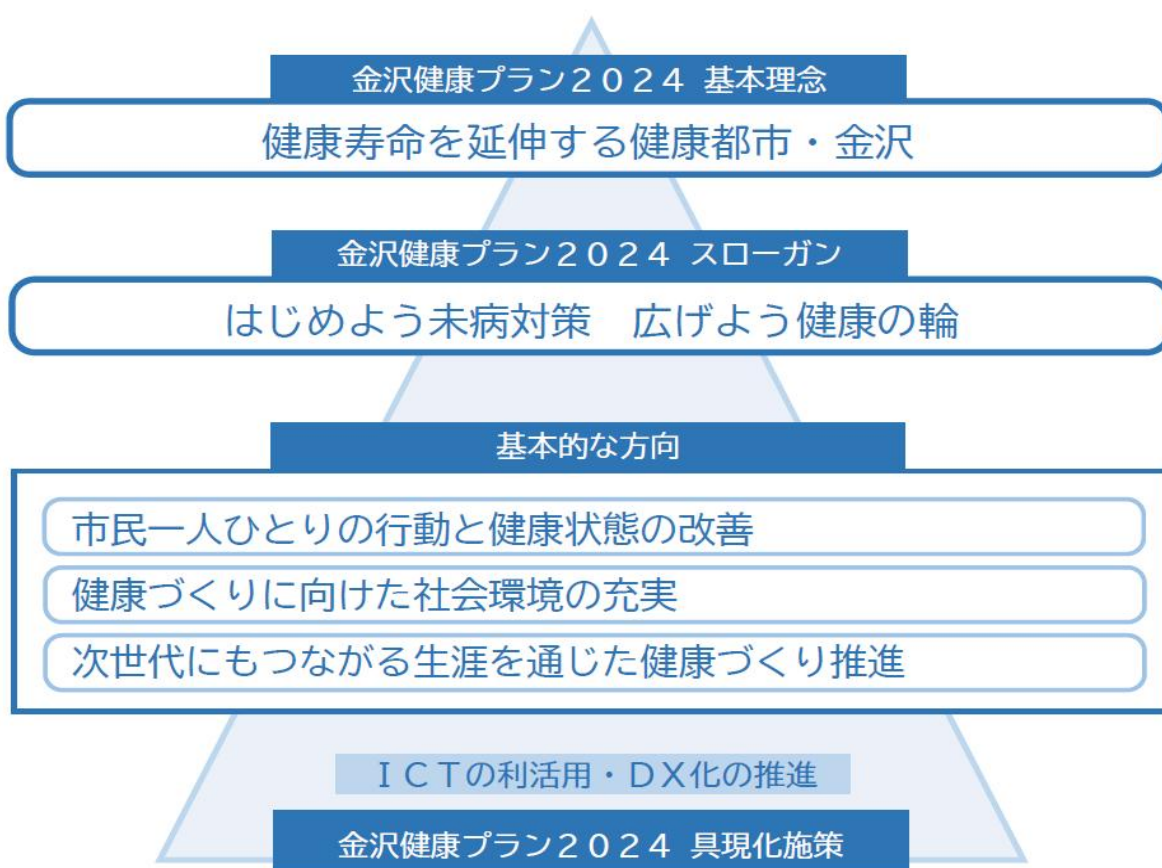 金沢健康プラン２０２４ 基本理念
健康寿命を延伸する健康都市・金沢
金沢健康プラン２０２４ スローガン
はじめよう未病対策　広げよう健康の輪
基本的な方向
市民一人ひとりの行動と健康状態の改善
健康づくりに向けた社会環境の充実
次世代にもつながる生涯を通じた健康づくり推進
ＩＣＴの利活用・ＤＸ化の推進
金沢健康プラン２０２４ 具現化施策